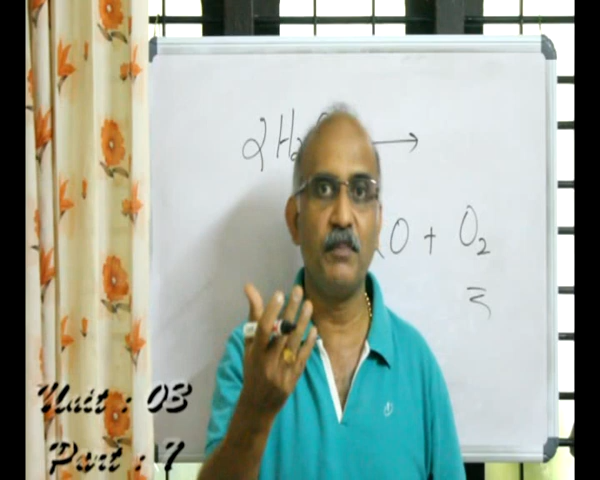 2H₂ →
O + O₂
Unit : 03
Part : 7